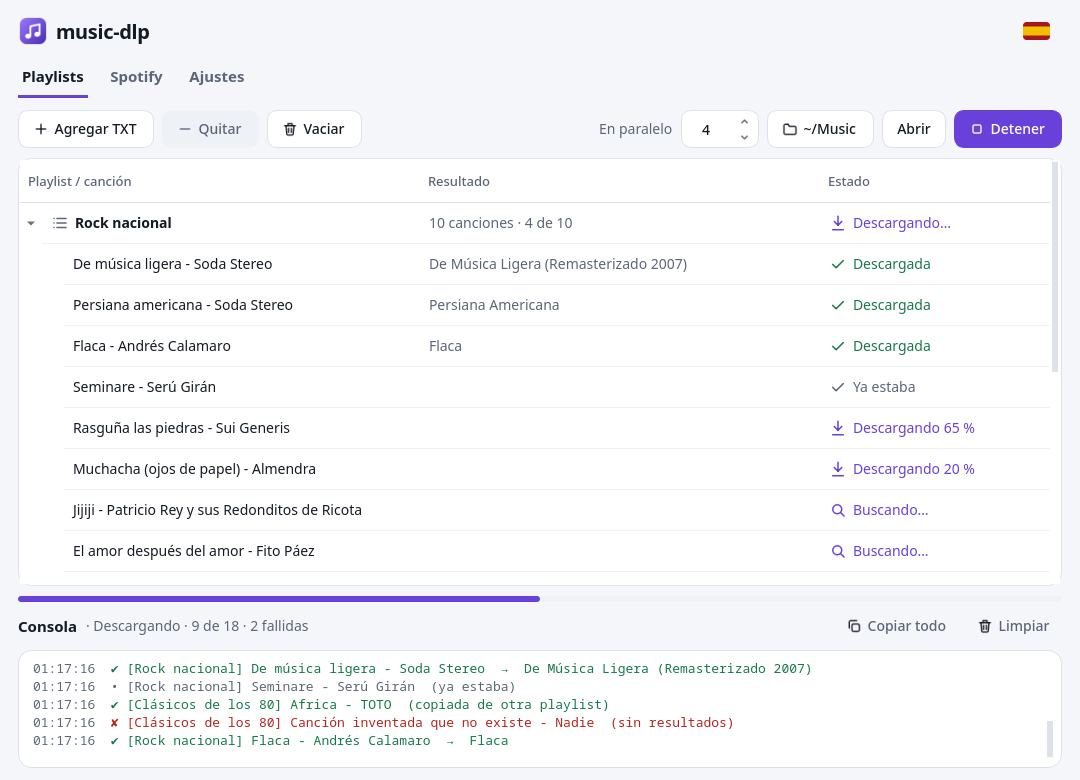 music-dlp
Playlists Spotify Ajustes
Agregar TXT Quitar Vaciar En paralelo 4 ~/Music Abrir Detener
Playlist / canción Resultado Estado
Rock nacional 10 canciones · 4 de 10 Descargando...
De música ligera - Soda Stereo De Música Ligera (Remasterizado 2007) Descargada
Persiana americana - Soda Stereo Persiana Americana Descargada
Flaca - Andrés Calamaro Flaca Descargada
Seminare - Serú Girán Ya estaba
Rasguña las piedras - Sui Generis Descargando 65 %
Muchacha (ojos de papel) - Almendra Descargando 20 %
Jijiji - Patricio Rey y sus Redonditos de Ricota Buscando...
El amor después del amor - Fito Páez Buscando...
Consola · Descargando · 9 de 18 · 2 fallidas Copiar todo Limpiar
01:17:16 ✔ [Rock nacional] De música ligera - Soda Stereo → De Música Ligera (Remasterizado 2007)
01:17:16 • [Rock nacional] Seminare - Serú Girán (ya estaba)
01:17:16 ✔ [Clásicos de los 80] Africa - TOTO (copiada de otra playlist)
01:17:16 ✘ [Clásicos de los 80] Canción inventada que no existe - Nadie (sin resultados)
01:17:16 ✔ [Rock nacional] Flaca - Andrés Calamaro → Flaca